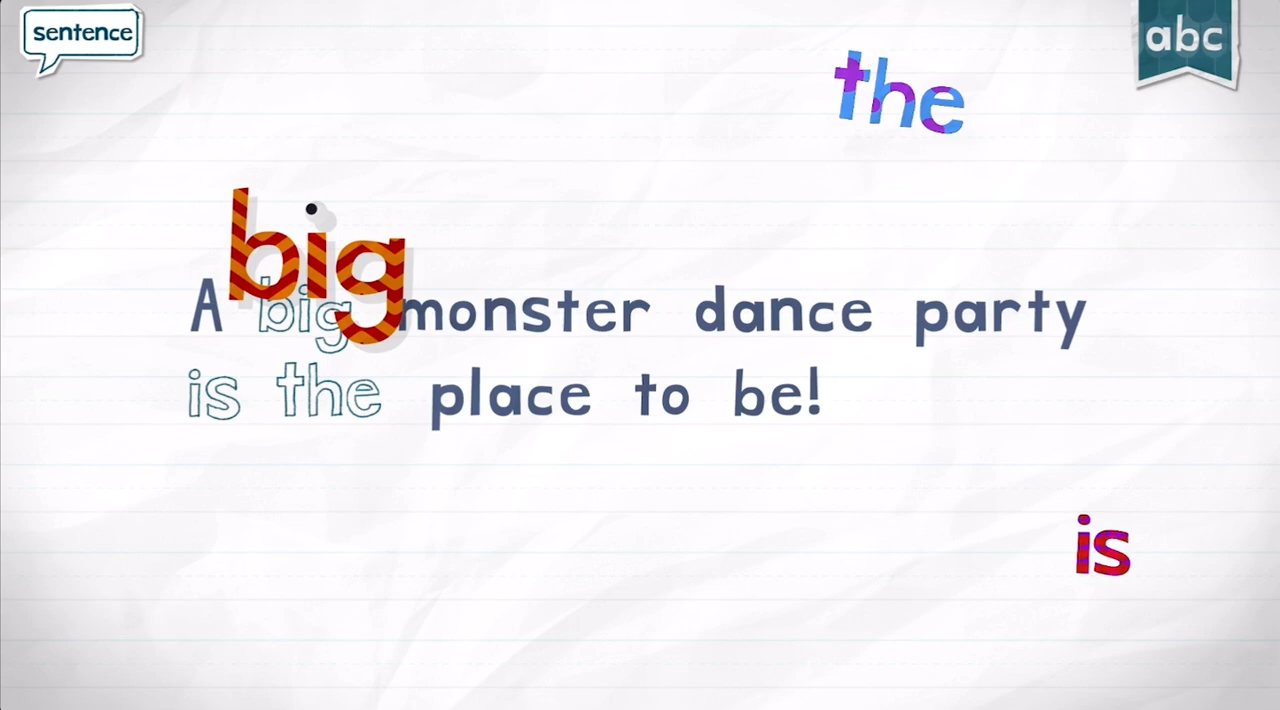 sentence
abc
the
big
A big monster dance party
is the place to be!
is